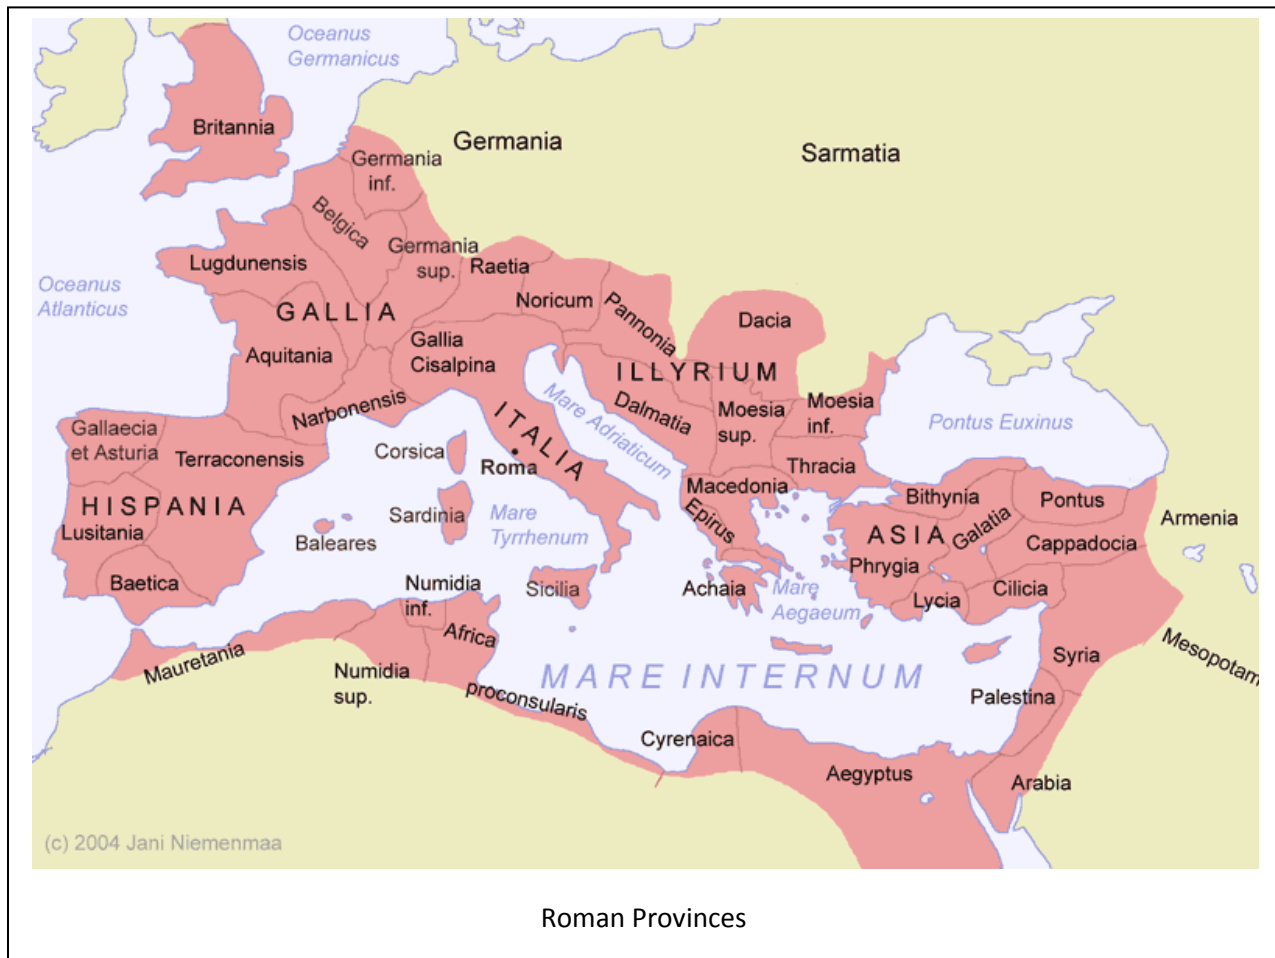 Oceanus
Germanicus
Britannia
Germania
Sarmatia
Germania
inf.
Belgica
Germania
sup.
Lugdunensis
Raetia
Oceanus
Atlanticus
Noricum
GALLIA
Pannonia
Dacia
Gallia
Cisalpina
Aquitania
ILLYRIUM
Mare Adriaticum
Dalmatia
Moesia
sup.
Moesia
inf.
Narbonensis
ITALIA
Pontus Euxinus
Gallaecia
et Asturia
Terraconensis
Corsica
Roma
Thracia
Macedonia
Bithynia
Pontus
HISPANIA
Sardinia
Mare
Tyrrhenum
Epirus
Galatia
Armenia
Lusitania
ASIA
Baleares
Cappadocia
Phrygia
Baetica
Numidia
inf.
Sicilia
Achaia
Mare
Aegaeum
Lycia
Cilicia
Africa
Mauretania
Numidia
sup.
MARE INTERNUM
Syria
Mesopotam
proconsularis
Palestina
Cyrenaica
Aegyptus
Arabia
(c) 2004 Jani Niemenmaa
Roman Provinces